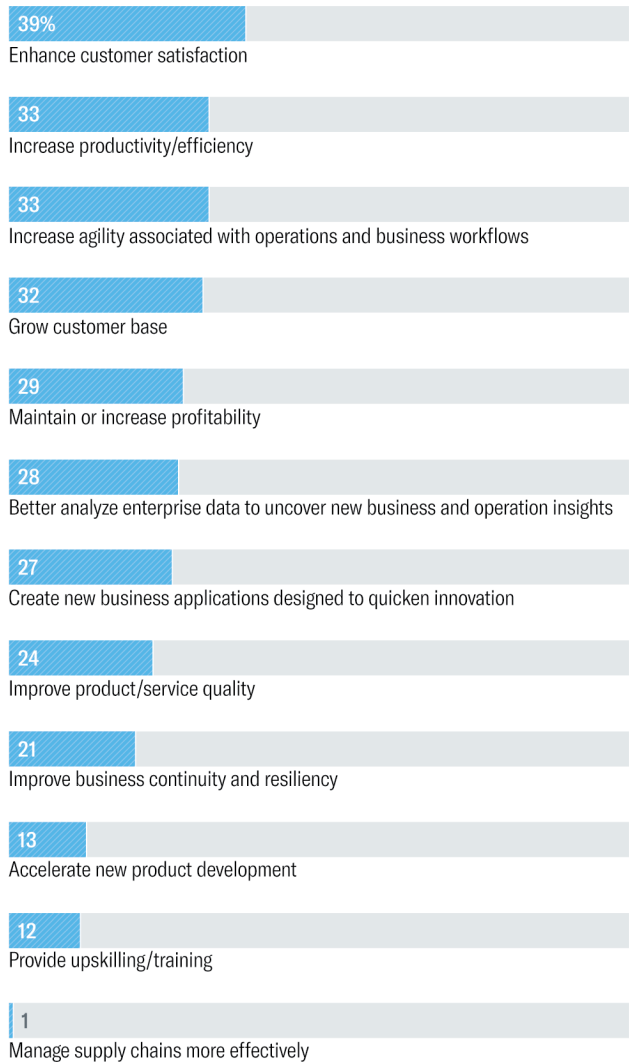 39%
Enhance customer satisfaction
33
Increase productivity/efficiency
33
Increase agility associated with operations and business workflows
32
Grow customer base
29
Maintain or increase profitability
28
Better analyze enterprise data to uncover new business and operation insights
27
Create new business applications designed to quicken innovation
24
Improve product/service quality
21
Improve business continuity and resiliency
13
Accelerate new product development
12
Provide upskilling/training
1
Manage supply chains more effectively